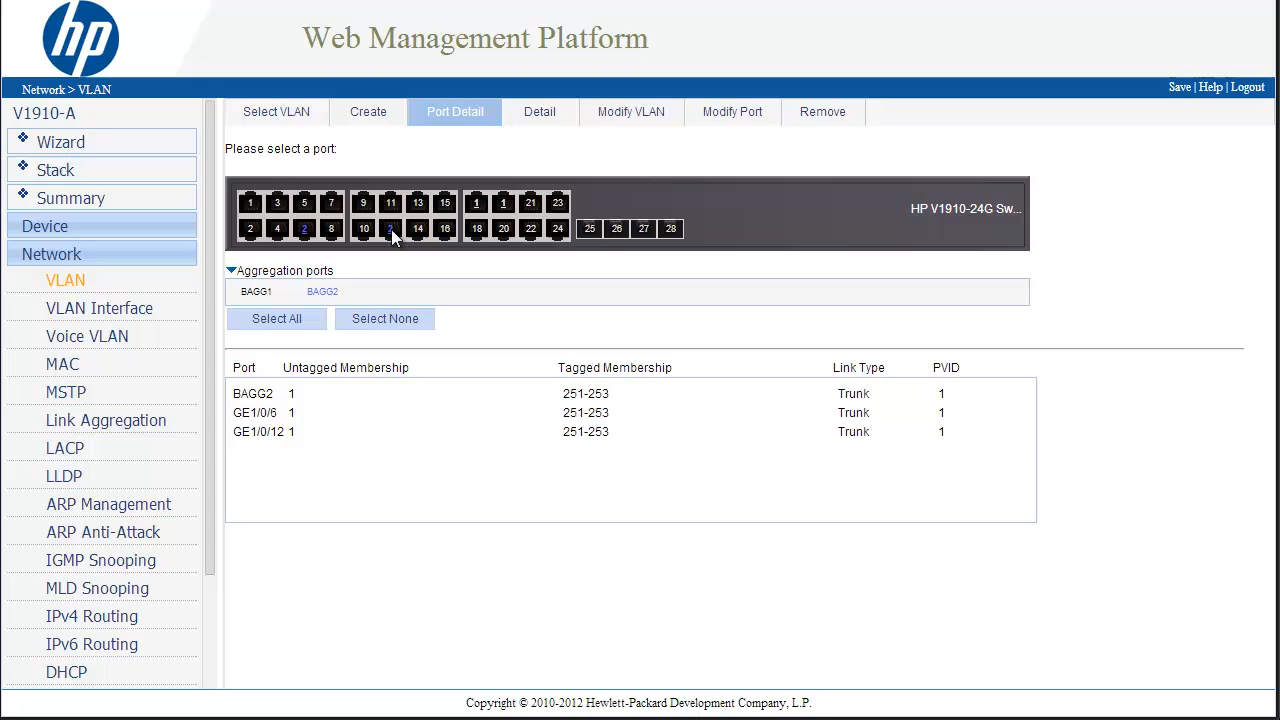 hp
Web Management Platform
Network > VLAN
Save | Help | Logout
V1910-A
Wizard
Stack
Summary
Device
Network
VLAN
VLAN Interface
Voice VLAN
MAC
MSTP
Link Aggregation
LACP
LLDP
ARP Management
ARP Anti-Attack
IGMP Snooping
MLD Snooping
IPv4 Routing
IPv6 Routing
DHCP
Select VLAN Create Port Detail Detail Modify VLAN Modify Port Remove
Please select a port:
1 3 5 7 9 11 13 15 1 1 21 23
2 4 2 8 10 2 14 16 18 20 22 24 25 26 27 28
HP V1910-24G Sw...
Aggregation ports
BAGG1 BAGG2
Select All Select None
Port Untagged Membership Tagged Membership Link Type PVID
BAGG2 1 251-253 Trunk 1
GE1/0/6 1 251-253 Trunk 1
GE1/0/12 1 251-253 Trunk 1
Copyright © 2010-2012 Hewlett-Packard Development Company, L.P.